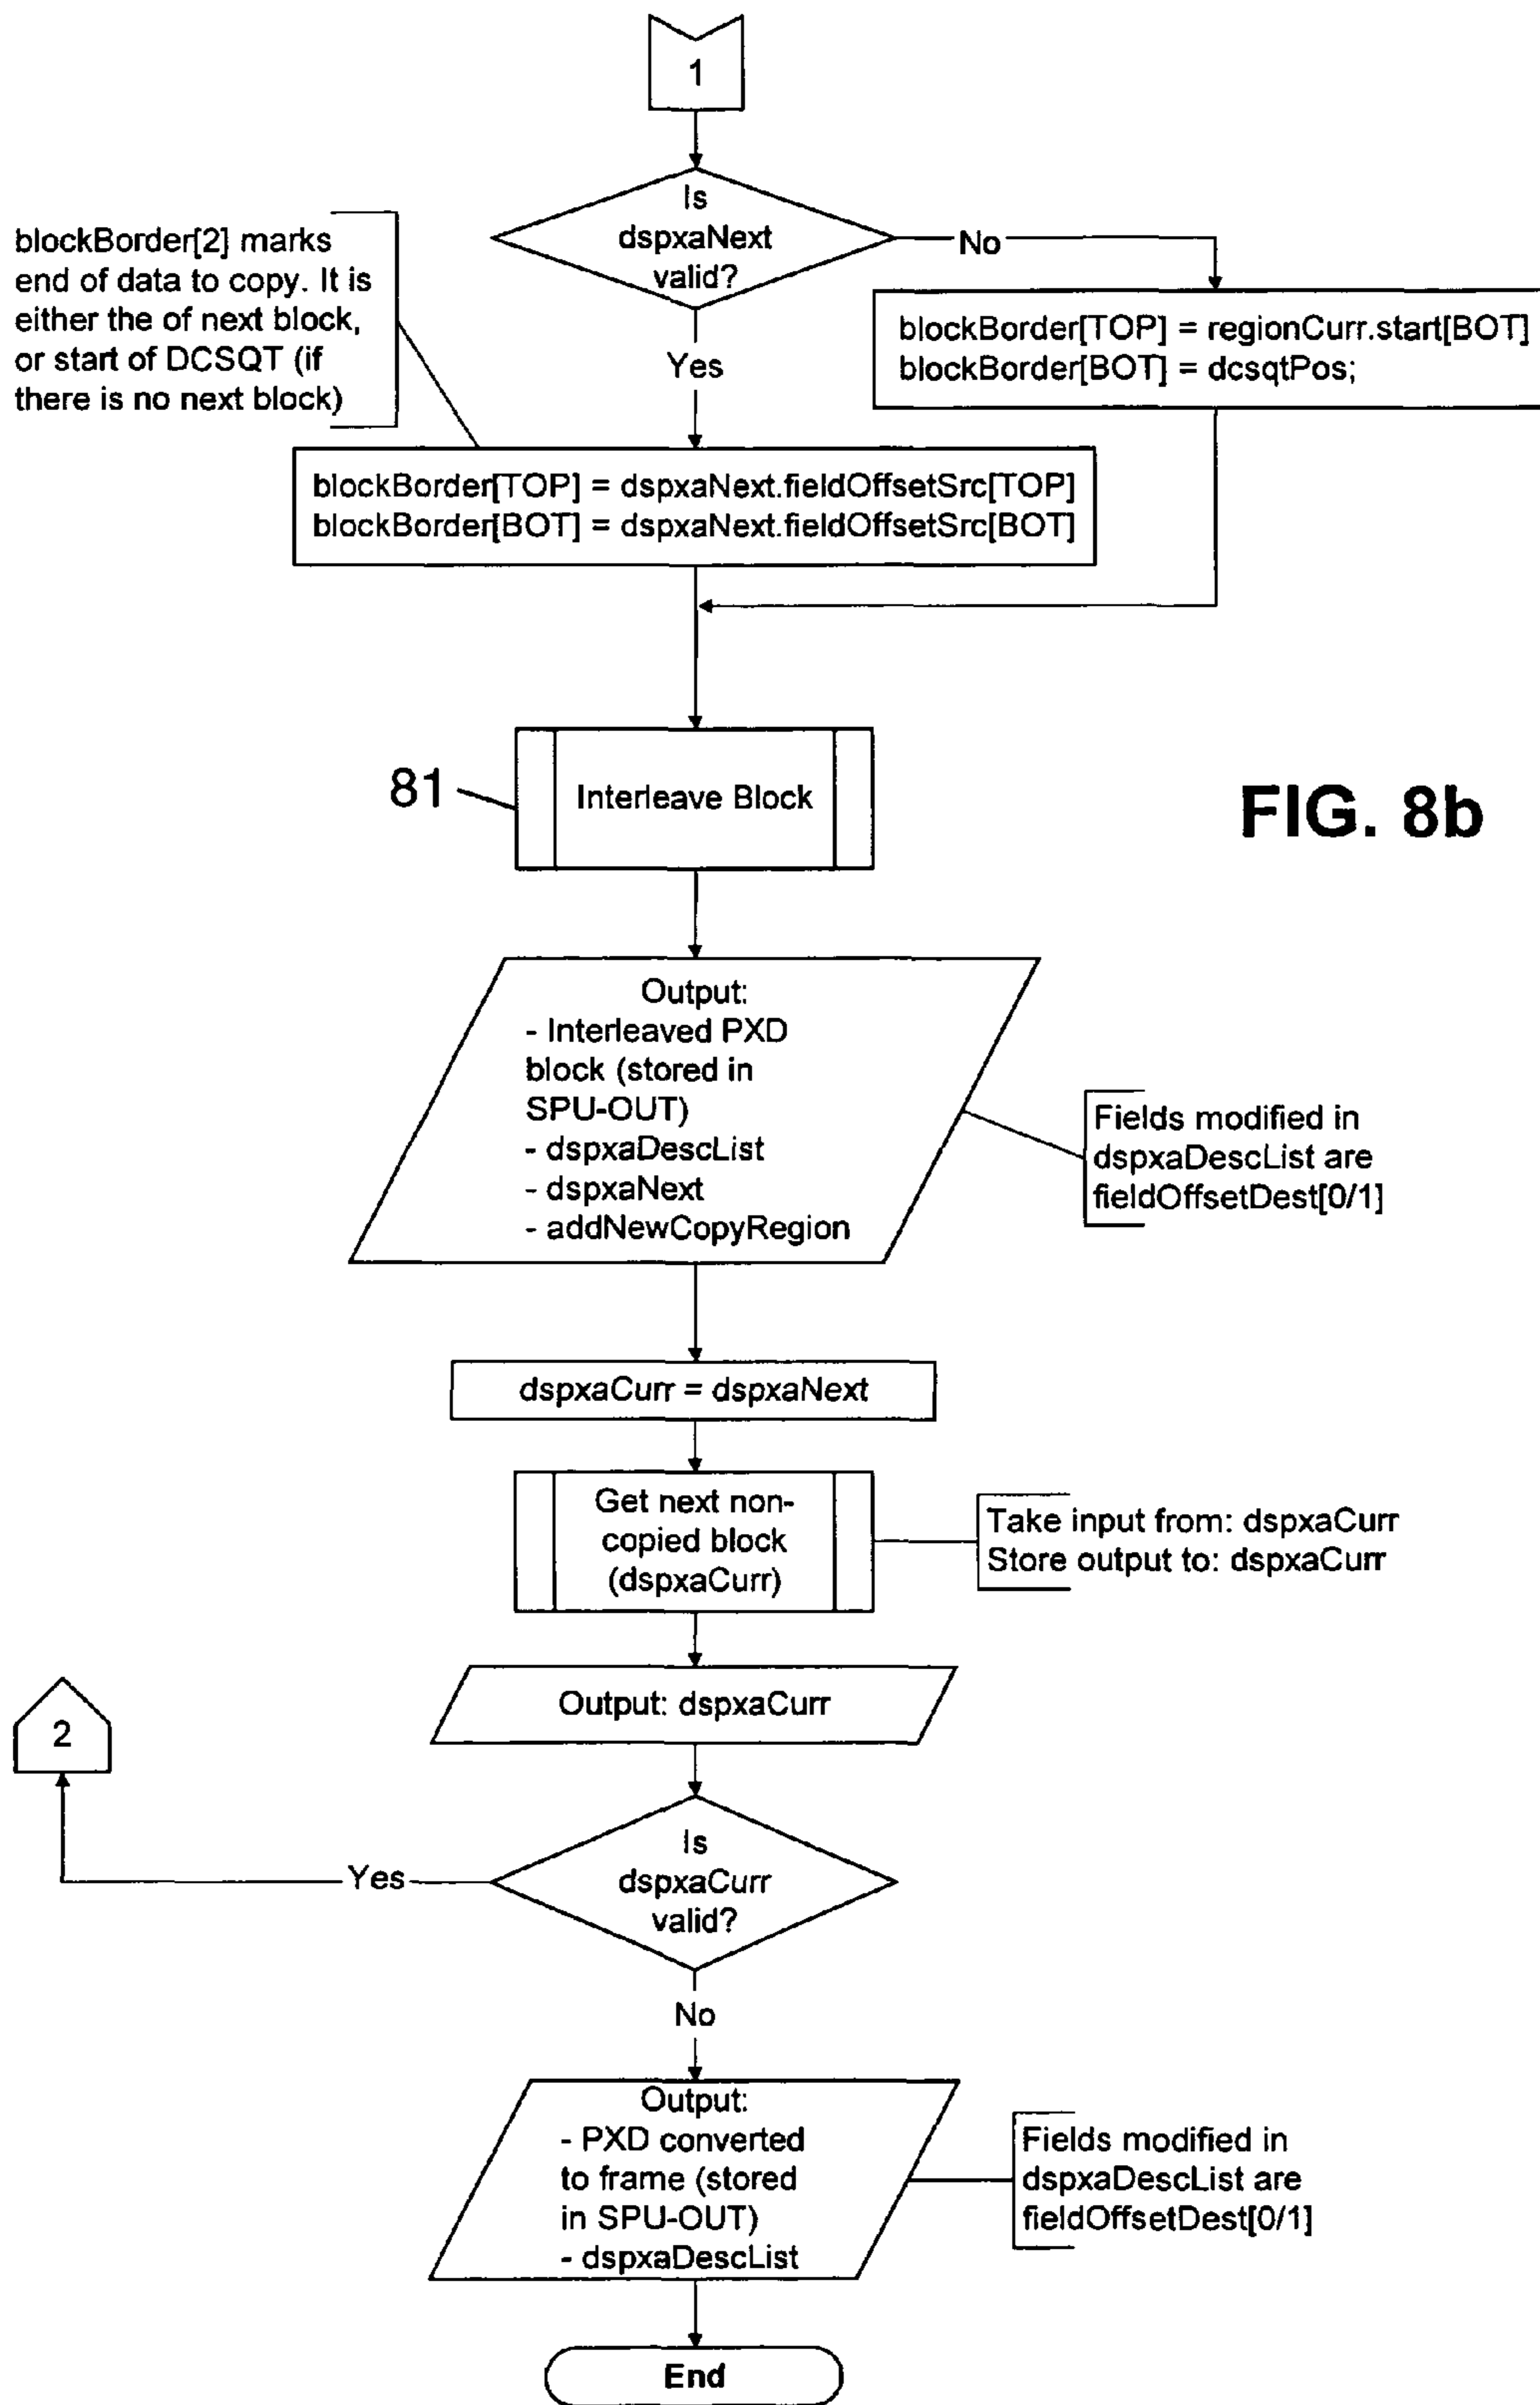 1
Is
dspxaNext
valid?
No
blockBorder[2] marks
end of data to copy. It is
either the of next block,
or start of DCSQT (if
there is no next block)
blockBorder[TOP] = regionCurr.start[BOT]
blockBorder[BOT] = dcsqtPos;
Yes
blockBorder[TOP] = dspxaNext.fieldOffsetSrc[TOP]
blockBorder[BOT] = dspxaNext.fieldOffsetSrc[BOT]
81
Interleave Block
FIG. 8b
Output:
- Interleaved PXD
block (stored in
SPU-OUT)
- dspxaDescList
- dspxaNext
- addNewCopyRegion
Fields modified in
dspxaDescList are
fieldOffsetDest[0/1]
dspxaCurr = dspxaNext
Get next non-
copied block
(dspxaCurr)
Take input from: dspxaCurr
Store output to: dspxaCurr
Output: dspxaCurr
2
Is
dspxaCurr
valid?
Yes
No
Output:
- PXD converted
to frame (stored
in SPU-OUT)
- dspxaDescList
Fields modified in
dspxaDescList are
fieldOffsetDest[0/1]
End